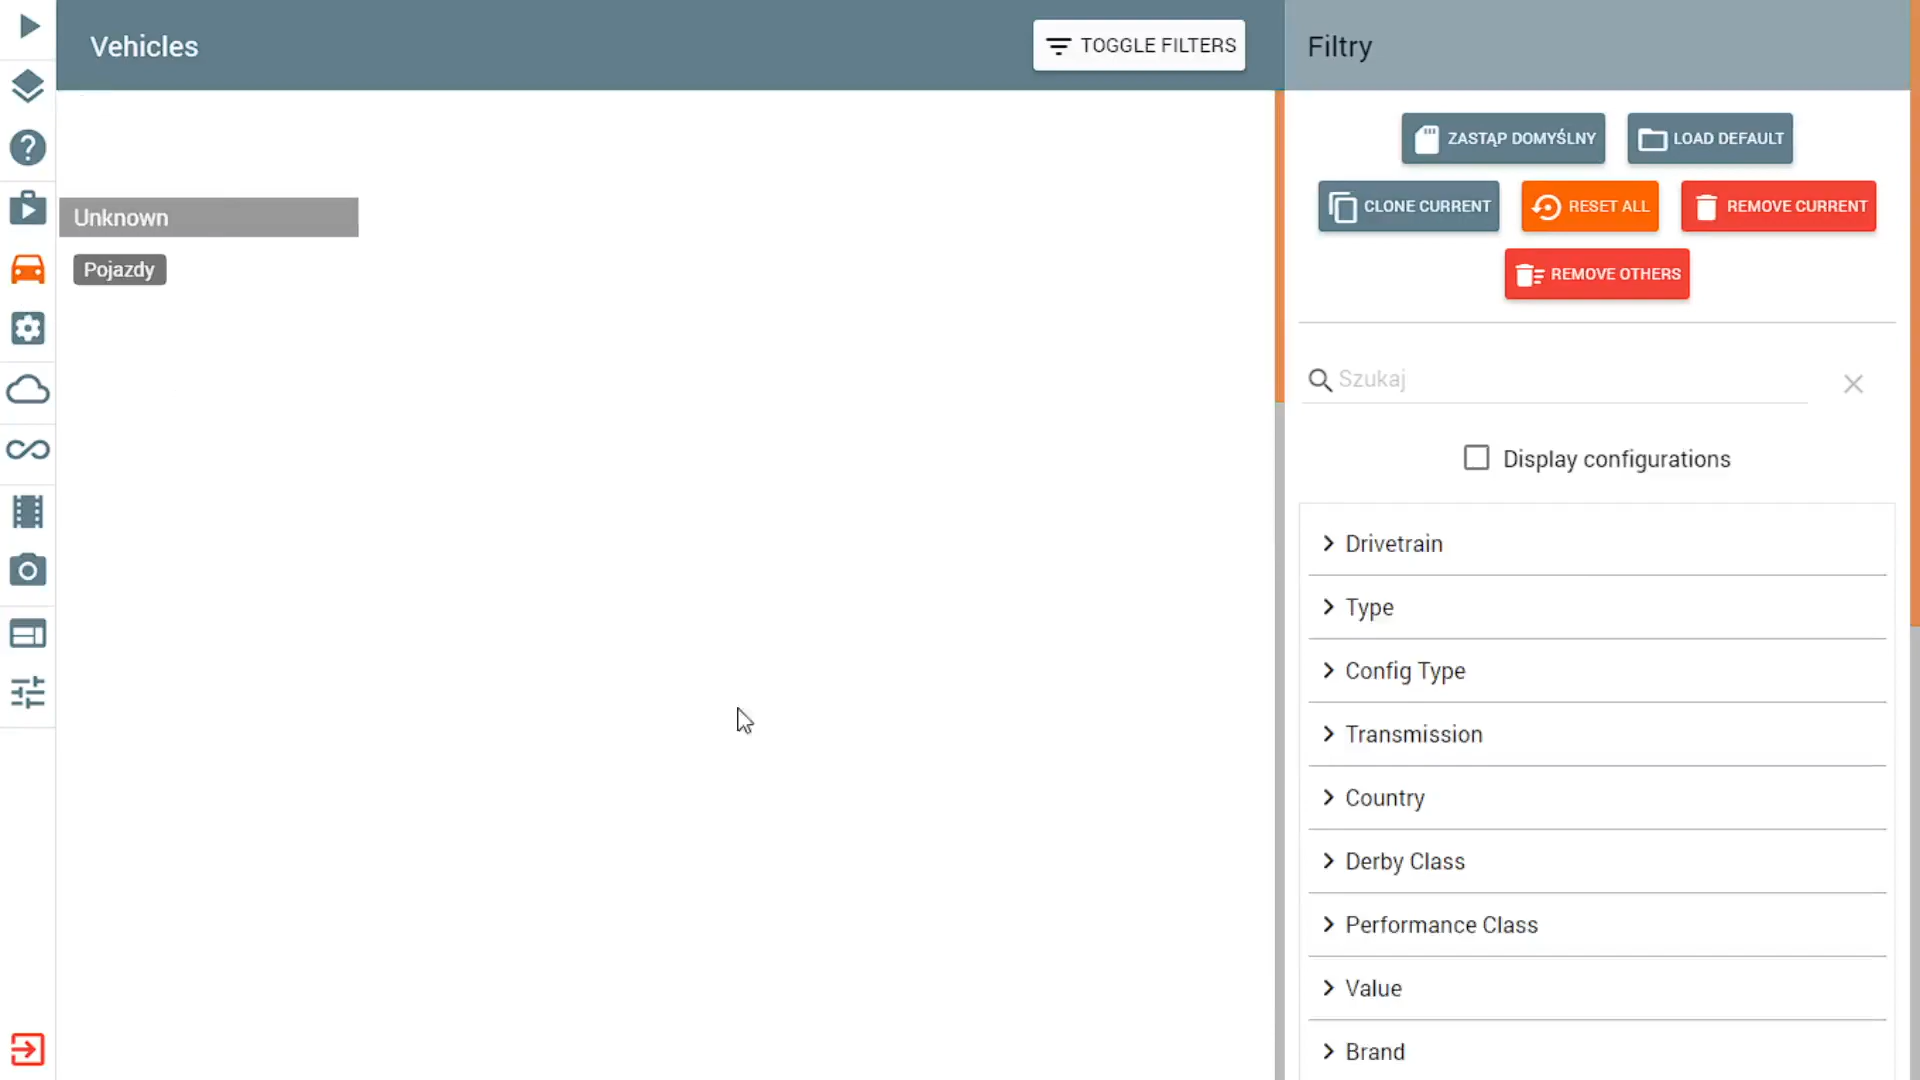 Vehicles
TOGGLE FILTERS
Filtry
ZASTĄP DOMYŚLNY
LOAD DEFAULT
CLONE CURRENT
RESET ALL
REMOVE CURRENT
REMOVE OTHERS
Unknown
Pojazdy
Szukaj
Display configurations
Drivetrain
Type
Config Type
Transmission
Country
Derby Class
Performance Class
Value
Brand